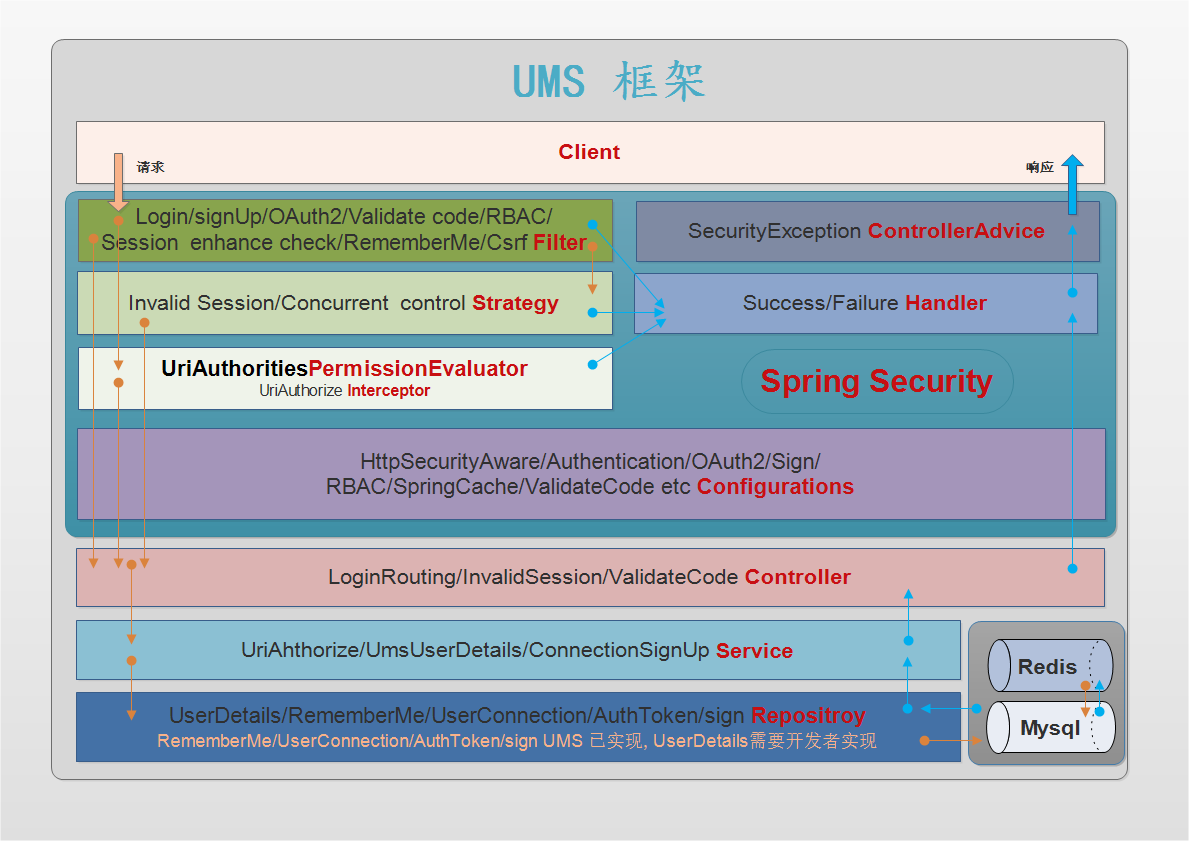 UMS 框架
Client
请求
响应
Login/signUp/OAuth2/Validate code/RBAC/
Session enhance check/RememberMe/Csrf Filter
SecurityException ControllerAdvice
Invalid Session/Concurrent control Strategy
Success/Failure Handler
UriAuthoritiesPermissionEvaluator
UriAuthorize Interceptor
Spring Security
HttpSecurityAware/Authentication/OAuth2/Sign/
RBAC/SpringCache/ValidateCode etc Configurations
LoginRouting/InvalidSession/ValidateCode Controller
UriAhthorize/UmsUserDetails/ConnectionSignUp Service
Redis
UserDetails/RememberMe/UserConnection/AuthToken/sign Repositroy
RememberMe/UserConnection/AuthToken/sign UMS 已实现, UserDetails需要开发者实现
Mysql